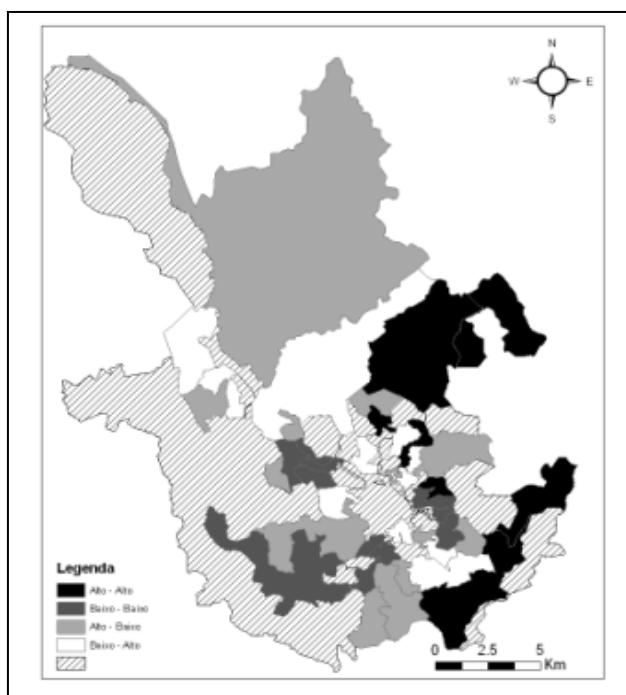 N
W E
S
Legenda
Alto - Alto
Baixo - Baixo
Alto - Baixo
Baixo - Alto
0 2.5 5
Km